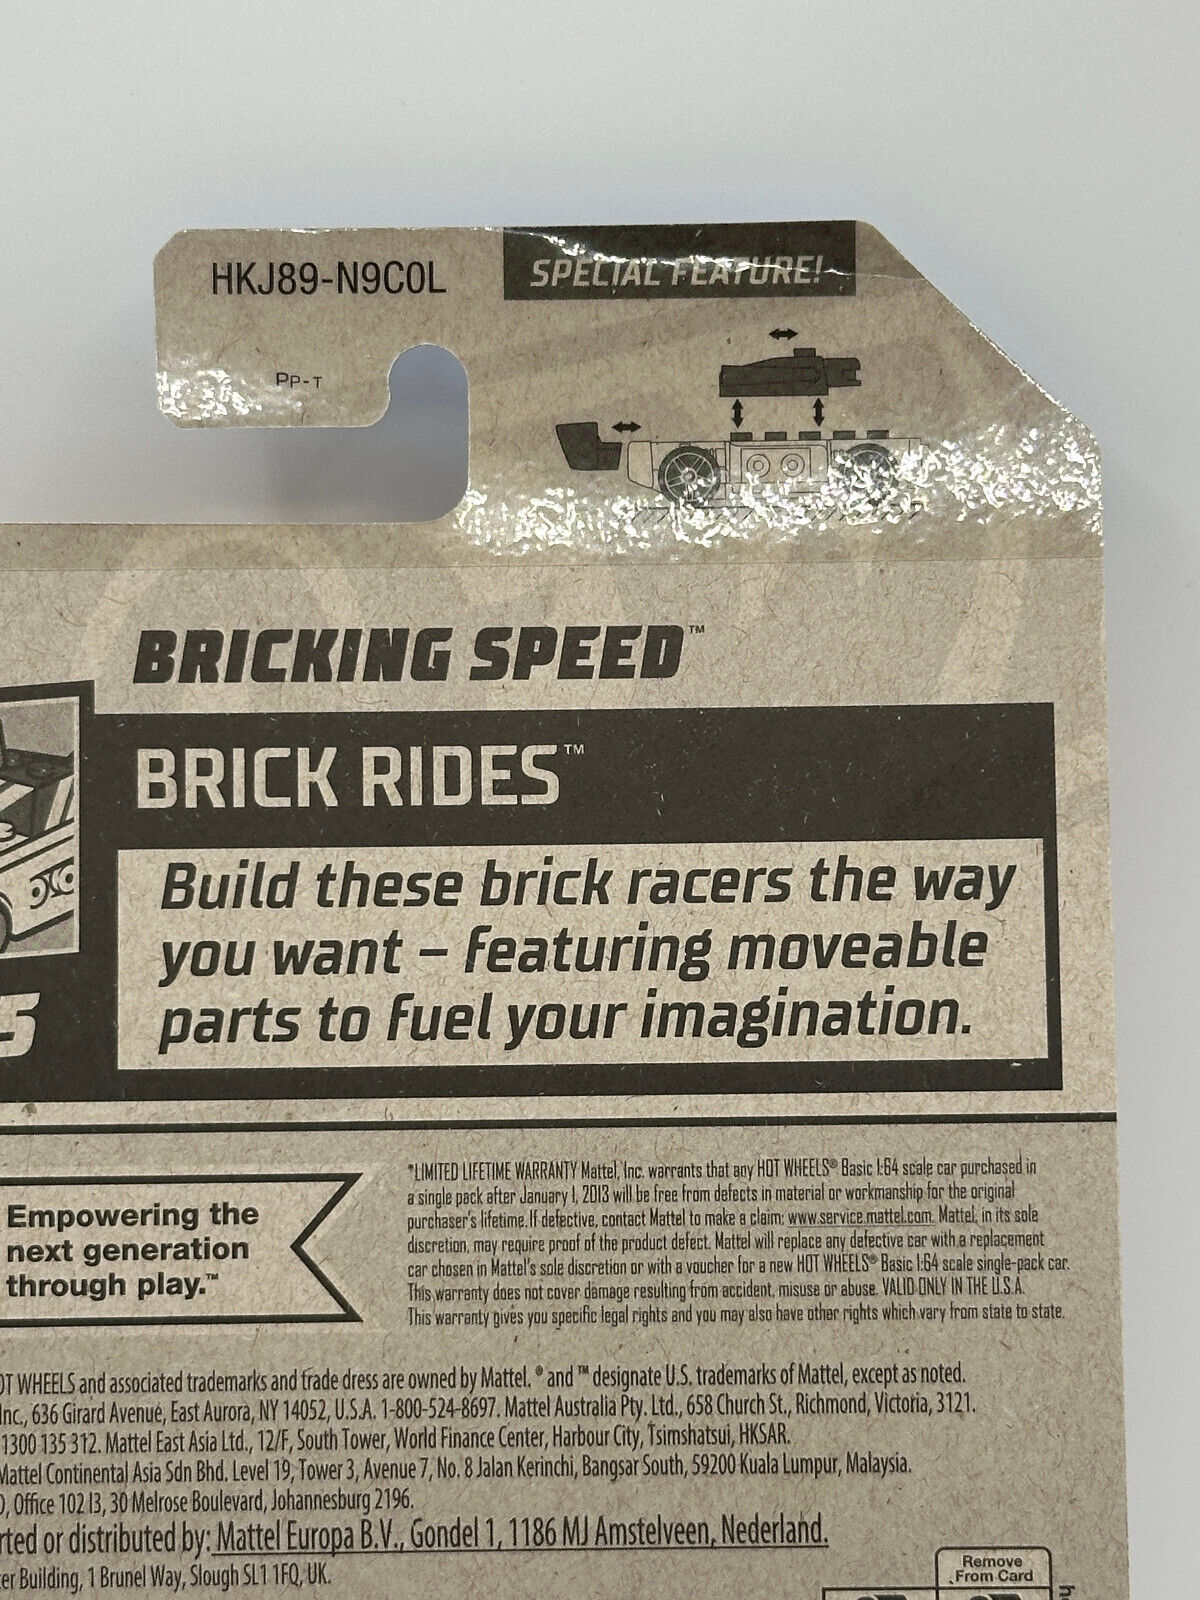 HKJ89-N9C0L
SPECIAL FEATURE!
PP-T
BRICKING SPEED™
BRICK RIDES™
Build these brick racers the way
you want – featuring moveable
parts to fuel your imagination.
Empowering the
next generation
through play.™
*LIMITED LIFETIME WARRANTY Mattel, Inc. warrants that any HOT WHEELS® Basic 1:64 scale car purchased in
a single pack after January 1, 2013 will be free from defects in material or workmanship for the original
purchaser's lifetime. If defective, contact Mattel to make a claim: www.service.mattel.com. Mattel, in its sole
discretion, may require proof of the product defect. Mattel will replace any defective car with a replacement
car chosen in Mattel's sole discretion or with a voucher for a new HOT WHEELS® Basic 1:64 scale single-pack car.
This warranty does not cover damage resulting from accident, misuse or abuse. VALID ONLY IN THE U.S.A.
This warranty gives you specific legal rights and you may also have other rights which vary from state to state.
OT WHEELS and associated trademarks and trade dress are owned by Mattel. ® and ™ designate U.S. trademarks of Mattel, except as noted.
Inc., 636 Girard Avenue, East Aurora, NY 14052, U.S.A. 1-800-524-8697. Mattel Australia Pty. Ltd., 658 Church St., Richmond, Victoria, 3121.
1300 135 312. Mattel East Asia Ltd., 12/F, South Tower, World Finance Center, Harbour City, Tsimshatsui, HKSAR.
Mattel Continental Asia Sdn Bhd. Level 19, Tower 3, Avenue 7, No. 8 Jalan Kerinchi, Bangsar South, 59200 Kuala Lumpur, Malaysia.
Office 102 I3, 30 Melrose Boulevard, Johannesburg 2196.
rted or distributed by: Mattel Europa B.V., Gondel 1, 1186 MJ Amstelveen, Nederland.
er Building, 1 Brunel Way, Slough SL1 1FQ, UK.
Remove
From Card